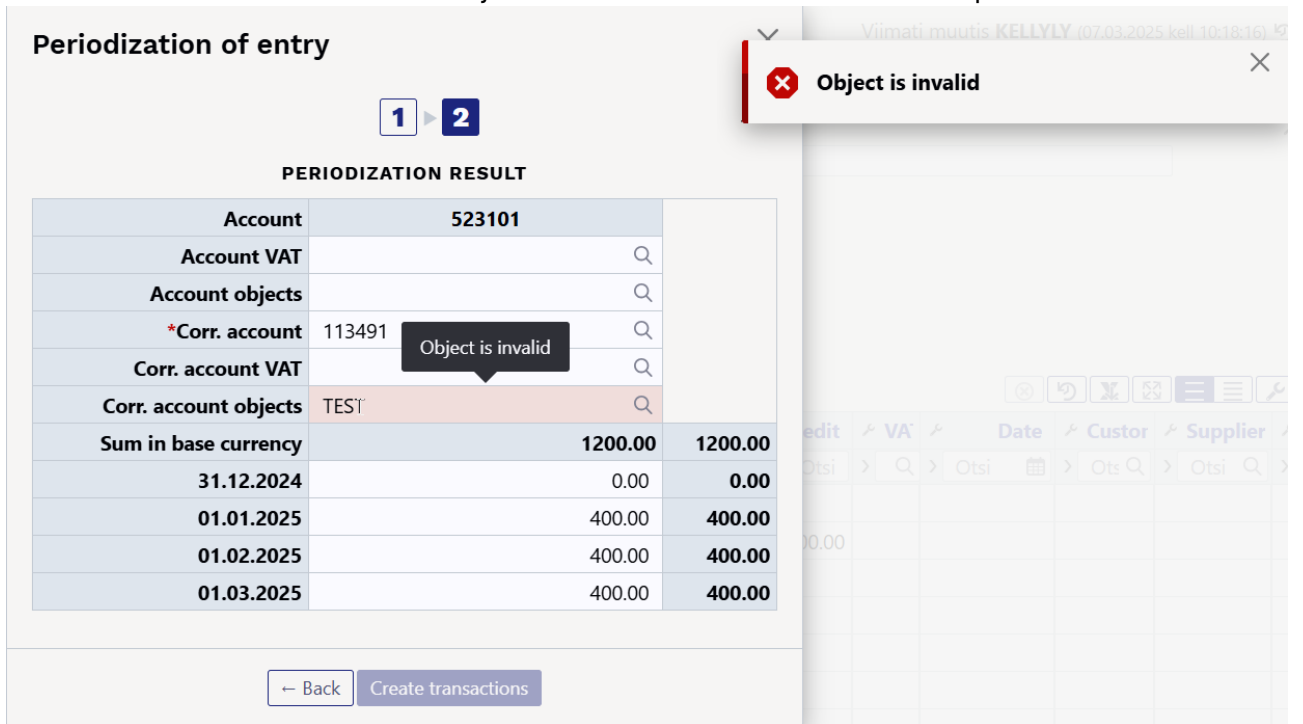 Periodization of entry
Viimati muutis KELLYLY (07.03.2025 kell 10:18:16)
Object is invalid
1 2
PERIODIZATION RESULT
Account 523101
Account VAT
Account objects
*Corr. account 113491
Object is invalid
Corr. account VAT
Corr. account objects TEST
Sum in base currency 1200.00 1200.00
31.12.2024 0.00 0.00
01.01.2025 400.00 400.00
01.02.2025 400.00 400.00
01.03.2025 400.00 400.00
edit VA Date Custor Supplier
Otsi Otsi Ots Otsi
00.00
← Back Create transactions